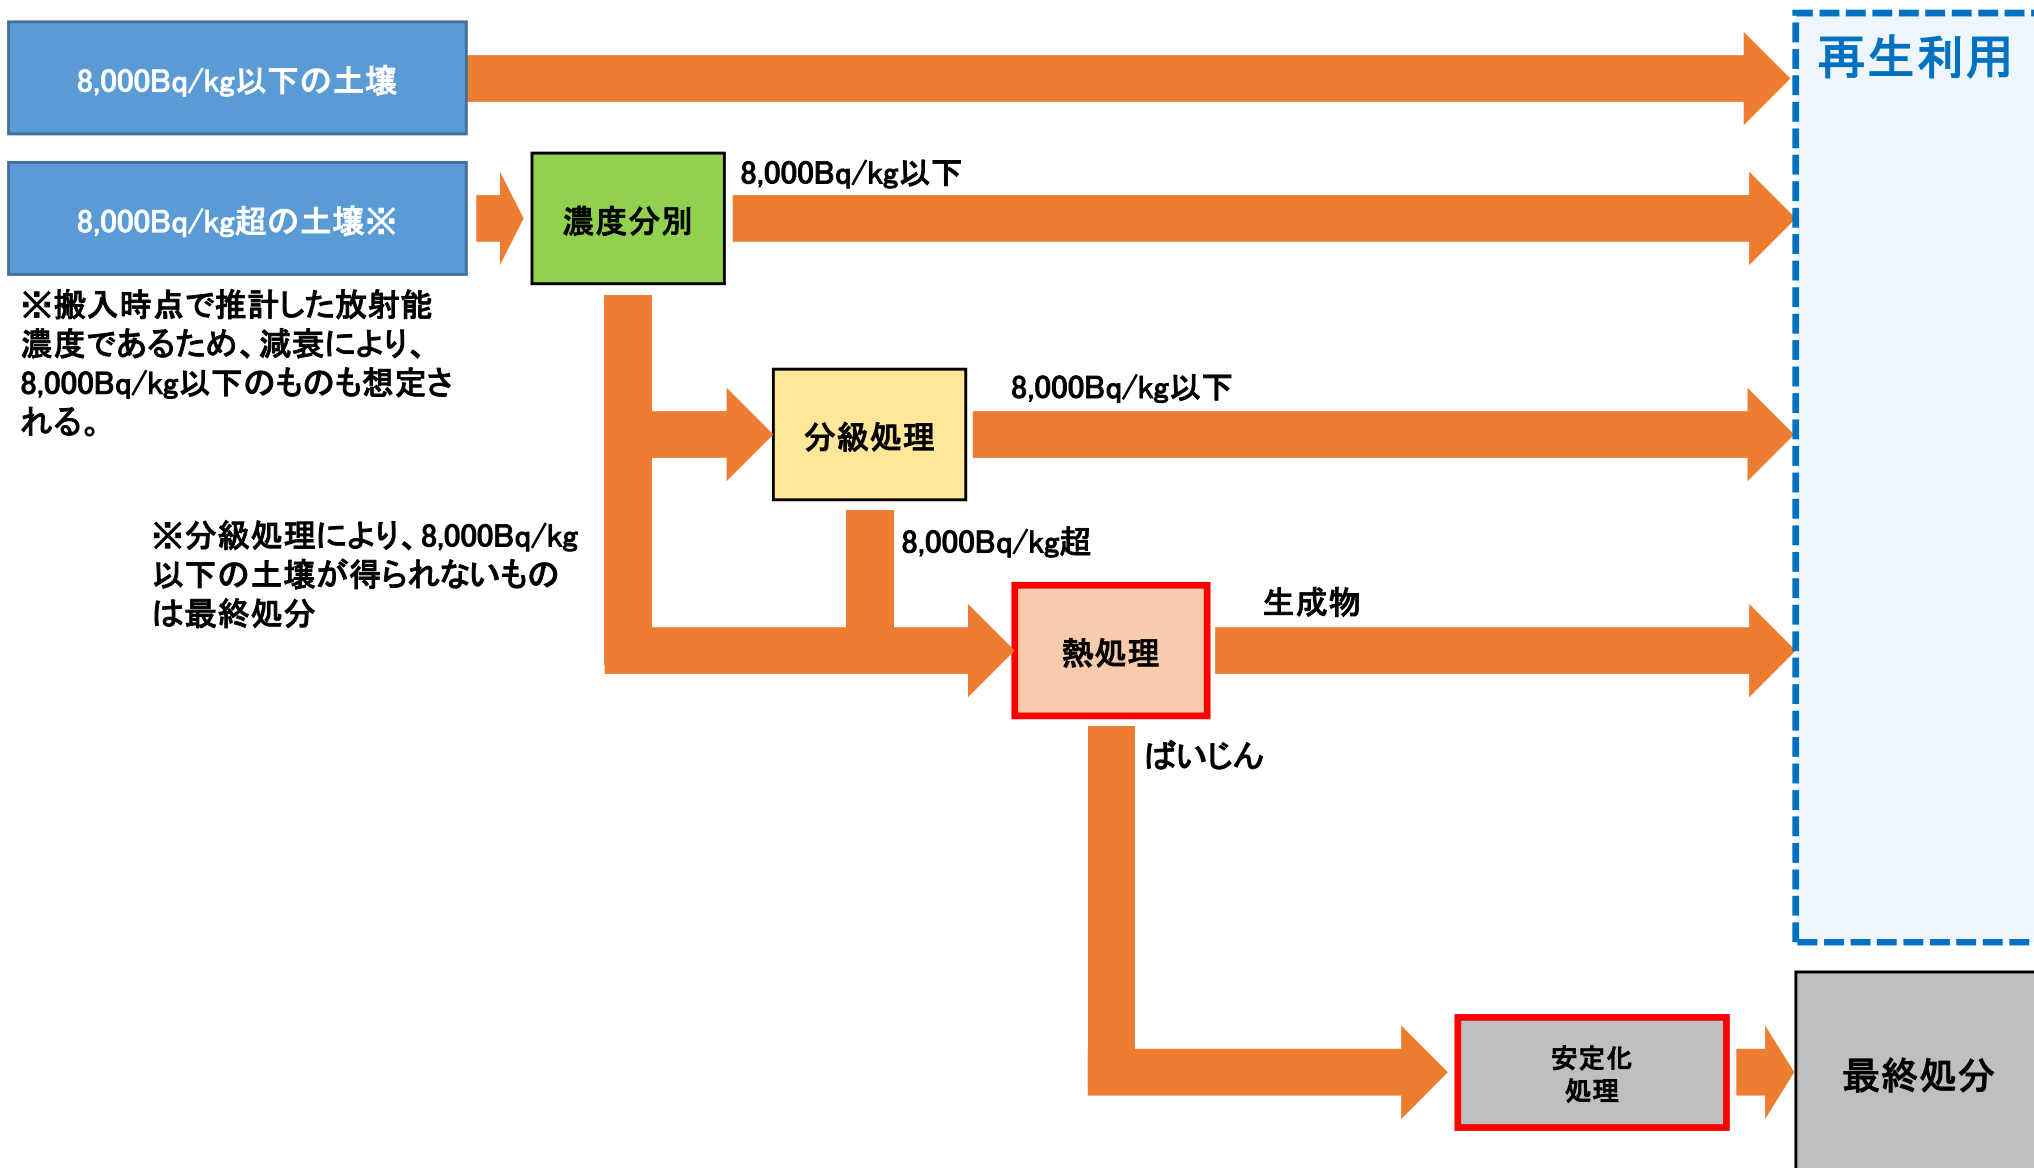 8,000Bq/kg以下の土壌
再生利用
8,000Bq/kg超の土壌※
濃度分別
8,000Bq/kg以下
※搬入時点で推計した放射能
濃度であるため、減衰により、
8,000Bq/kg以下のものも想定さ
れる。
分級処理
8,000Bq/kg以下
※分級処理により、8,000Bq/kg
以下の土壌が得られないもの
は最終処分
8,000Bq/kg超
熱処理
生成物
ばいじん
安定化
処理
最終処分